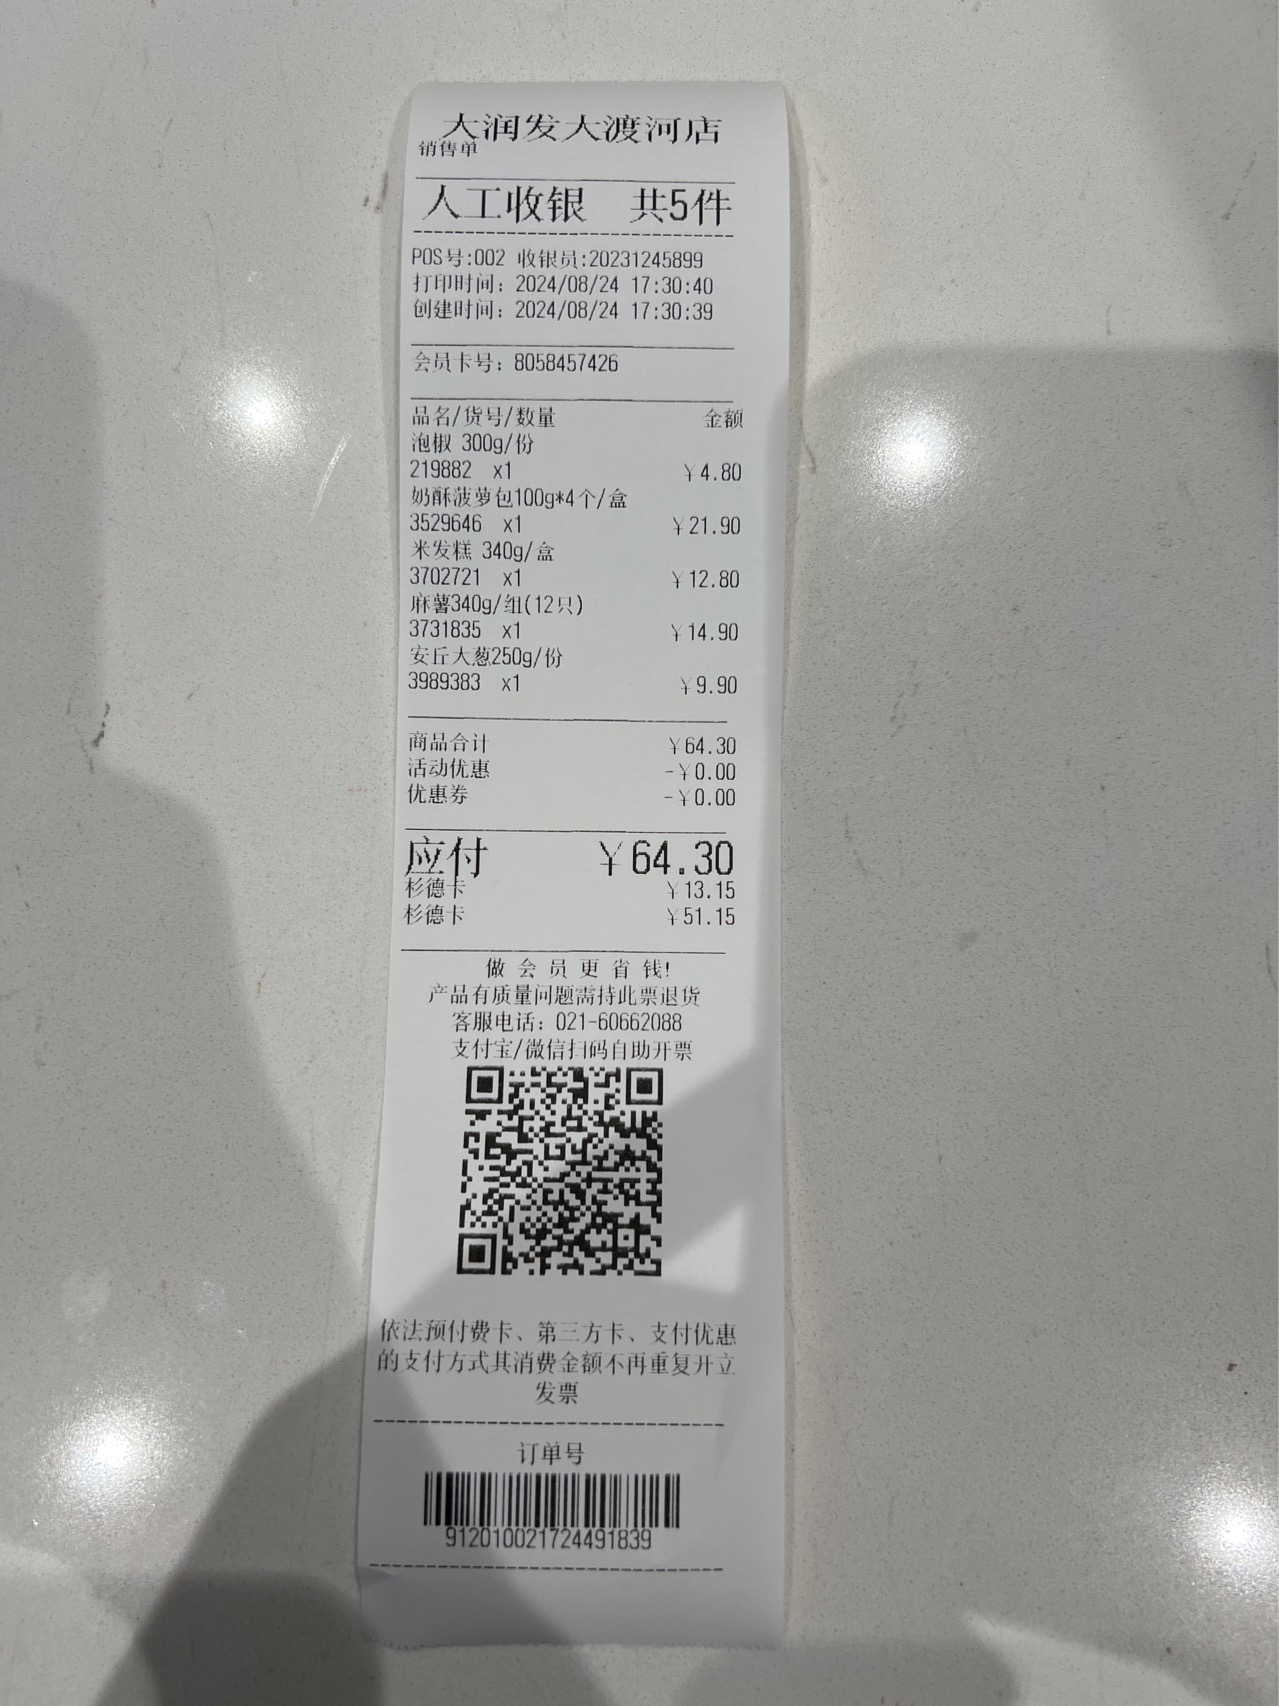 大润发大渡河店
销售单
人工收银 共5件
POS号:002 收银员:20231245899
打印时间: 2024/08/24 17:30:40
创建时间: 2024/08/24 17:30:39
会员卡号: 8058457426
品名/货号/数量 金额
泡椒 300g/份
219882 x1 ¥4.80
奶酥菠萝包100g*4个/盒
3529646 x1 ¥21.90
米发糕 340g/盒
3702721 x1 ¥12.80
麻薯340g/组(12只)
3731835 x1 ¥14.90
安丘大葱250g/份
3989383 x1 ¥9.90
商品合计 ¥64.30
活动优惠 -¥0.00
优惠券 -¥0.00
应付 ¥64.30
杉德卡 ¥13.15
杉德卡 ¥51.15
做会员更省钱!
产品有质量问题需持此票退货
客服电话: 021-60662088
支付宝/微信扫码自助开票
依法预付费卡、第三方卡、支付优惠
的支付方式其消费金额不再重复开立
发票
订单号
912010021724491839